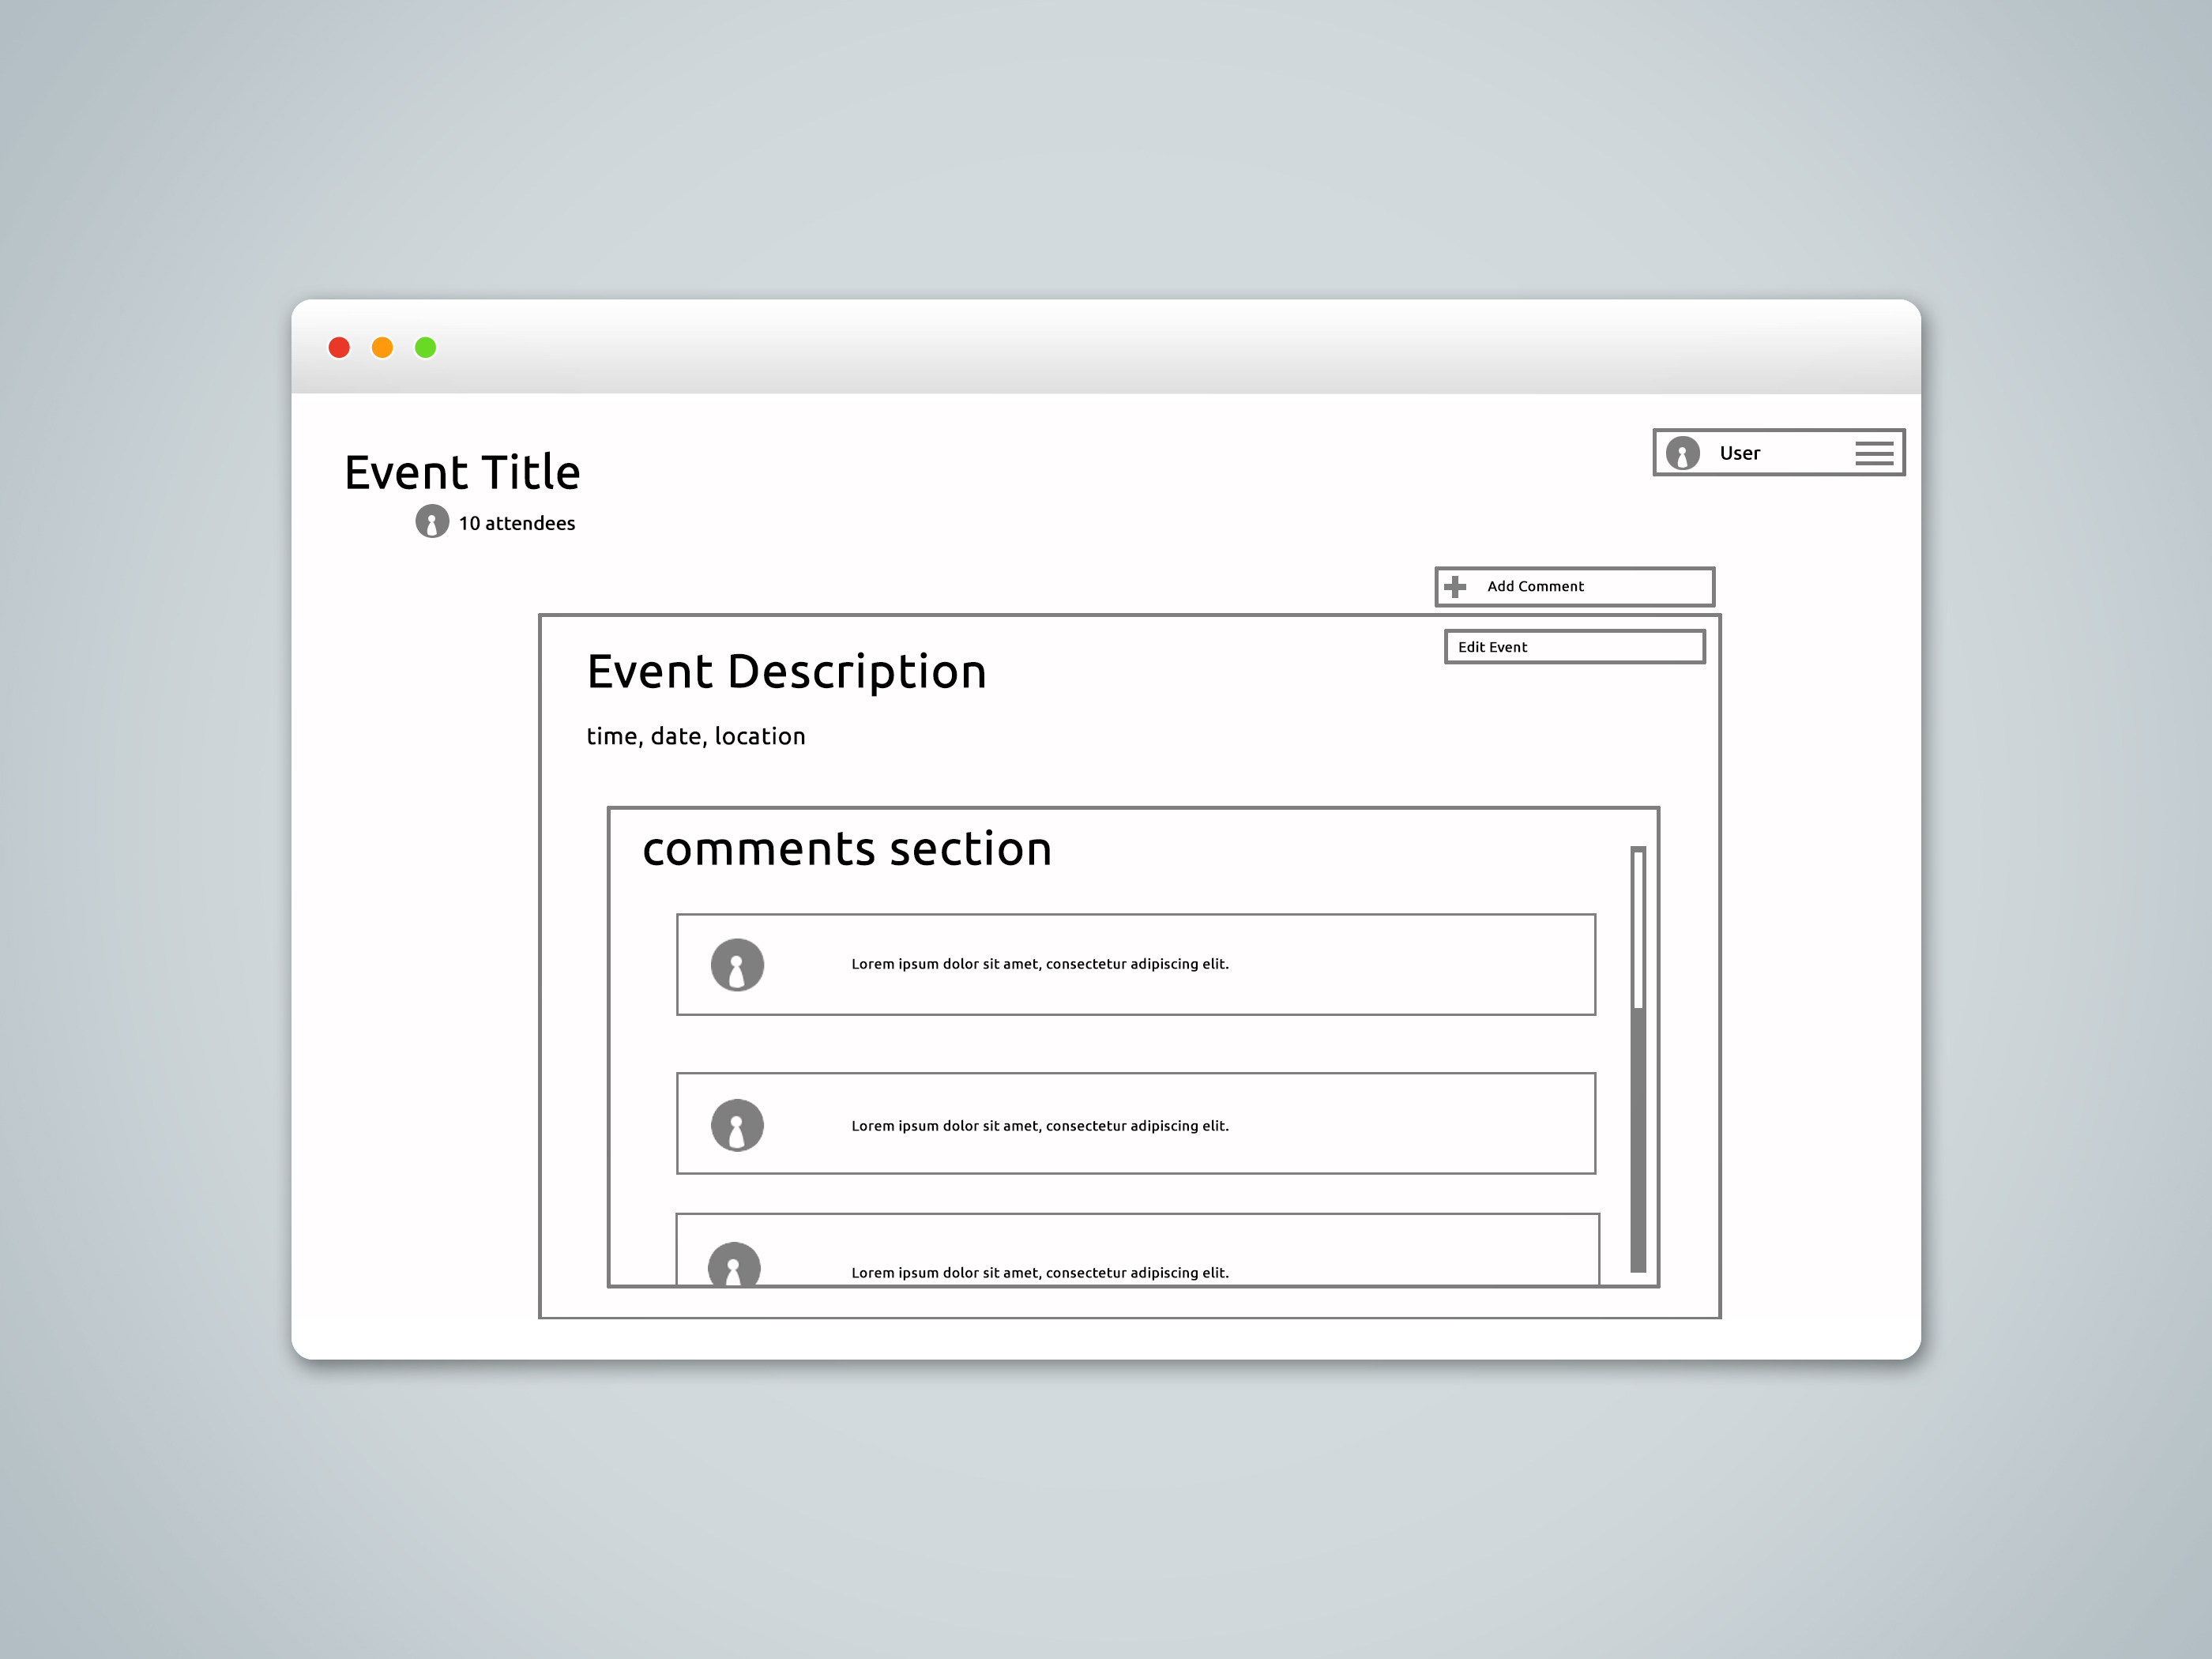 Event Title
User
10 attendees
Add Comment
Edit Event
Event Description
time, date, location
comments section
Lorem ipsum dolor sit amet, consectetur adipiscing elit.
Lorem ipsum dolor sit amet, consectetur adipiscing elit.
Lorem ipsum dolor sit amet, consectetur adipiscing elit.